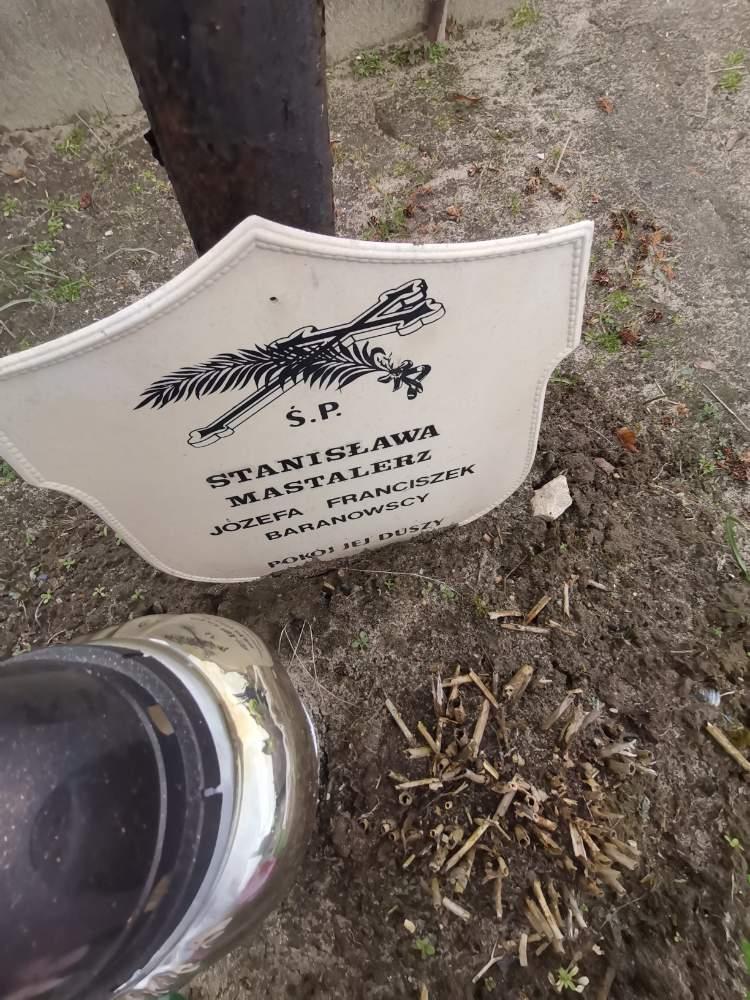 Ś.P.
STANISŁAWA
MASTALERZ
JÓZEFA FRANCISZEK
BARANOWSCY
POKÓJ JEJ DUSZY